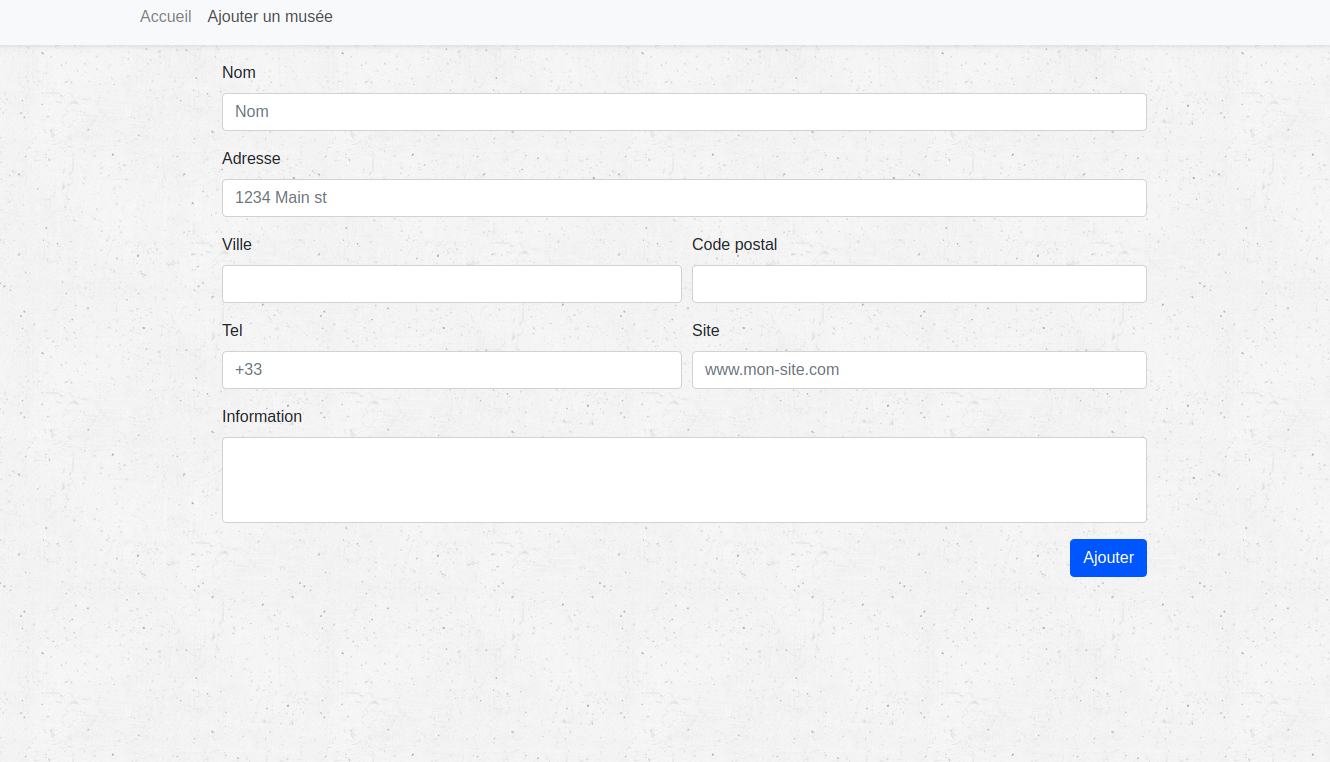 Accueil Ajouter un musée
Nom
Nom
Adresse
1234 Main st
Ville Code postal
Tel Site
+33 www.mon-site.com
Information
Ajouter